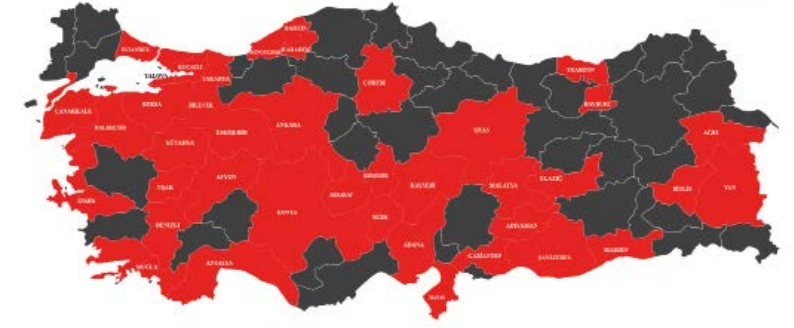 BARTIN
İSTANBUL
ZONGULDAK
KARABÜK
KOCAELİ
TRABZON
YALOVA
SAKARYA
ÇORUM
BAYBURT
ÇANAKKALE
BURSA
BİLECİK
ANKARA
BALIKESİR
ESKİŞEHİR
SİVAS
AĞRI
KÜTAHYA
KIRŞEHİR
ELAZIĞ
UŞAK
AFYON
AKSARAY
KAYSERİ
MALATYA
BİTLİS
VAN
İZMİR
KONYA
NİĞDE
DENİZLİ
ADIYAMAN
ADANA
MARDİN
GAZİANTEP
ŞANLIURFA
MUĞLA
ANTALYA
HATAY